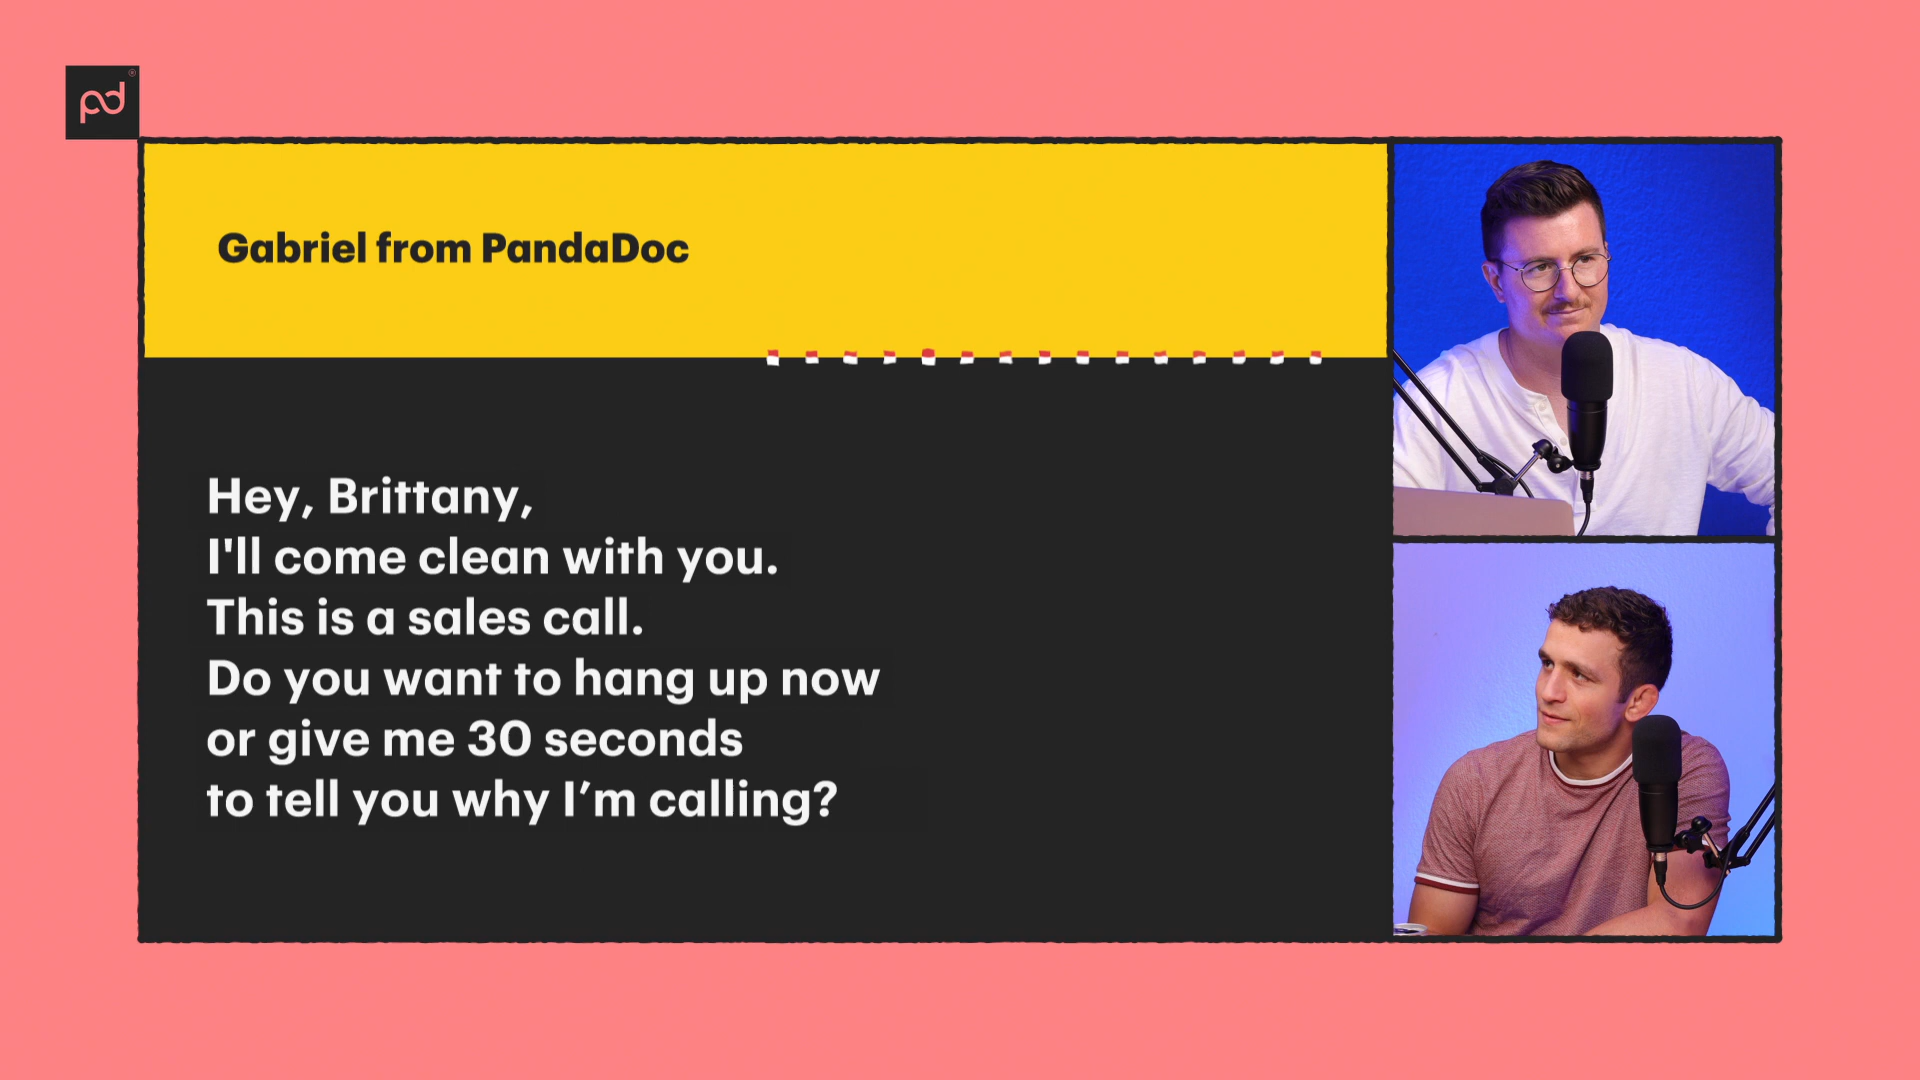 pd
Gabriel from PandaDoc
Hey, Brittany,
I'll come clean with you.
This is a sales call.
Do you want to hang up now
or give me 30 seconds
to tell you why I’m calling?